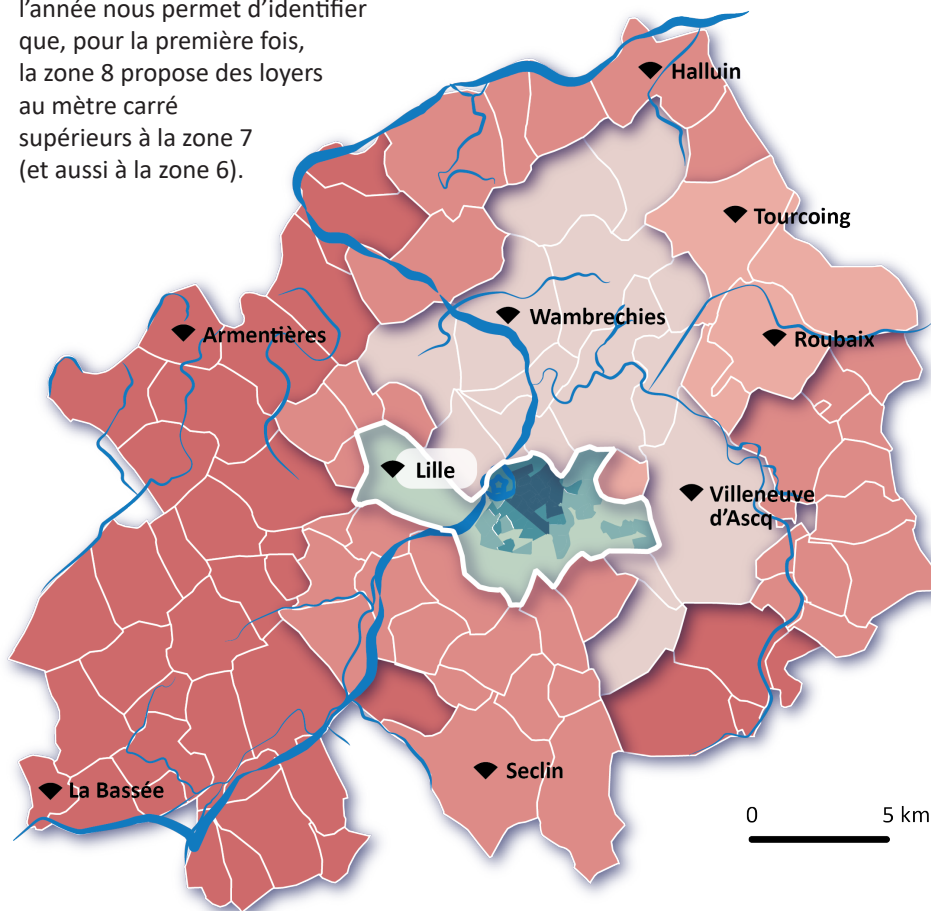 l’année nous permet d’identifier
que, pour la première fois,
la zone 8 propose des loyers
au mètre carré
supérieurs à la zone 7
(et aussi à la zone 6).
Halluin
Tourcoing
Wambrechies
Armentières
Roubaix
Lille
Villeneuve
d’Ascq
Seclin
La Bassée
0 5 km